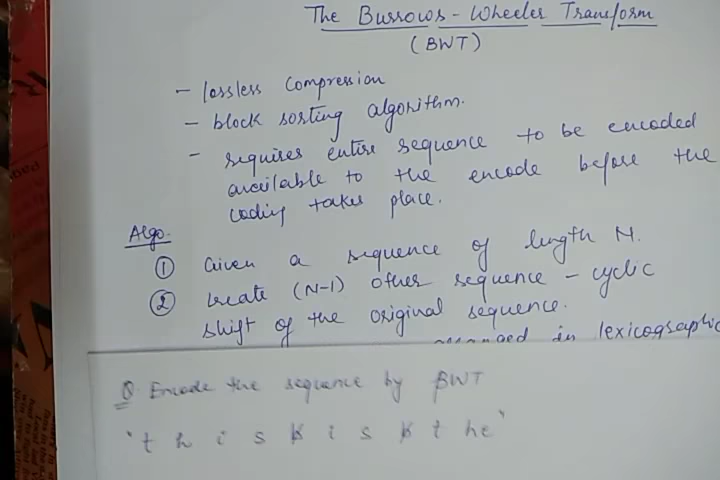 The Burrows-Wheeler Transform
(BWT)
- lossless compression
- block sorting algorithm.
- requires entire sequence to be encoded
available to the encode before the
coding takes place.
Algo.
① Given a sequence of length N.
② create (N-1) other sequence - cyclic
shift of the original sequence.
in lexicographic
Q Encode the sequence by BWT
't h i s ƀ i s ƀ t he'